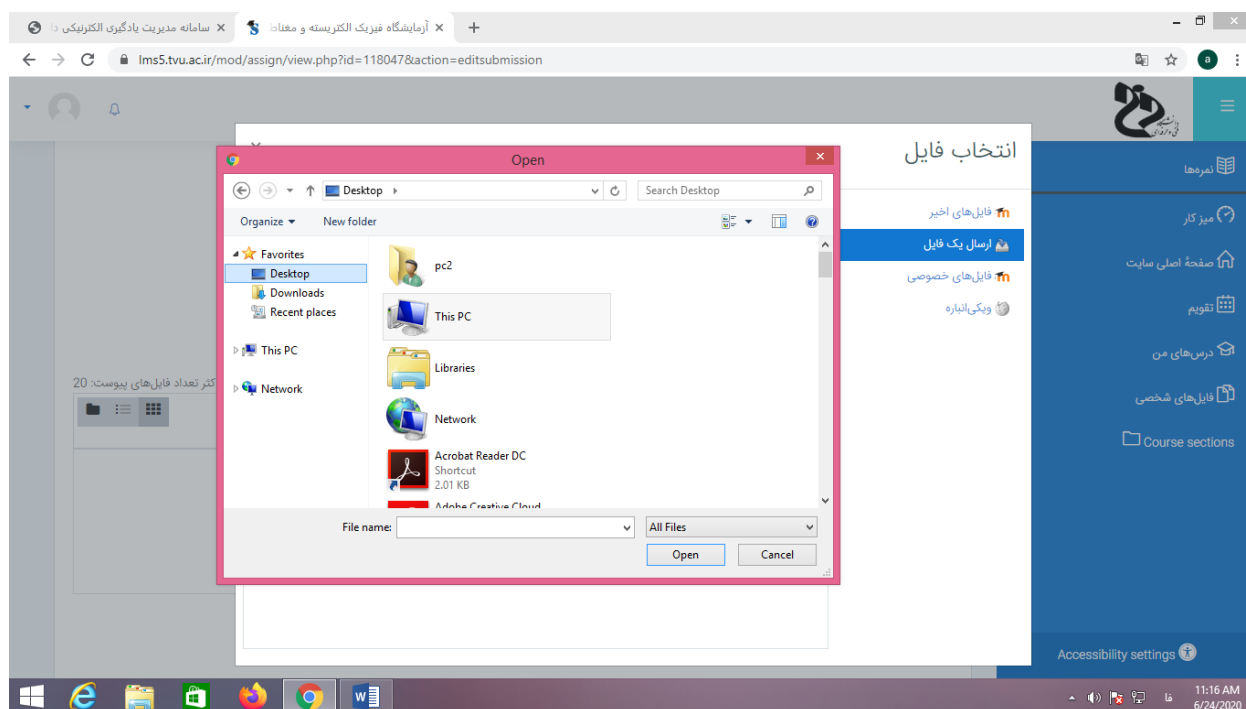 سامانه مدیریت یادگیری الکترنیکی دا
آزمایشگاه فیزیک الکتریسته و مغناط
lms5.tvu.ac.ir/mod/assign/view.php?id=118047&action=editsubmission
a
انتخاب فایل
فایل‌های اخیر
ارسال یک فایل
فایل‌های خصوصی
ویکی‌انباره
Open
Desktop
Search Desktop
Organize
New folder
Favorites
Desktop
Downloads
Recent places
This PC
Network
pc2
This PC
Libraries
Network
Acrobat Reader DC
Shortcut
2.01 KB
Adobe Creative Cloud
File name:
All Files
Open
Cancel
کثر تعداد فایل‌های پیوست: 20
نمره‌ها
میز کار
صفحهٔ اصلی سایت
تقویم
درس‌های من
فایل‌های شخصی
Course sections
Accessibility settings
فا
11:16 AM
6/24/2020